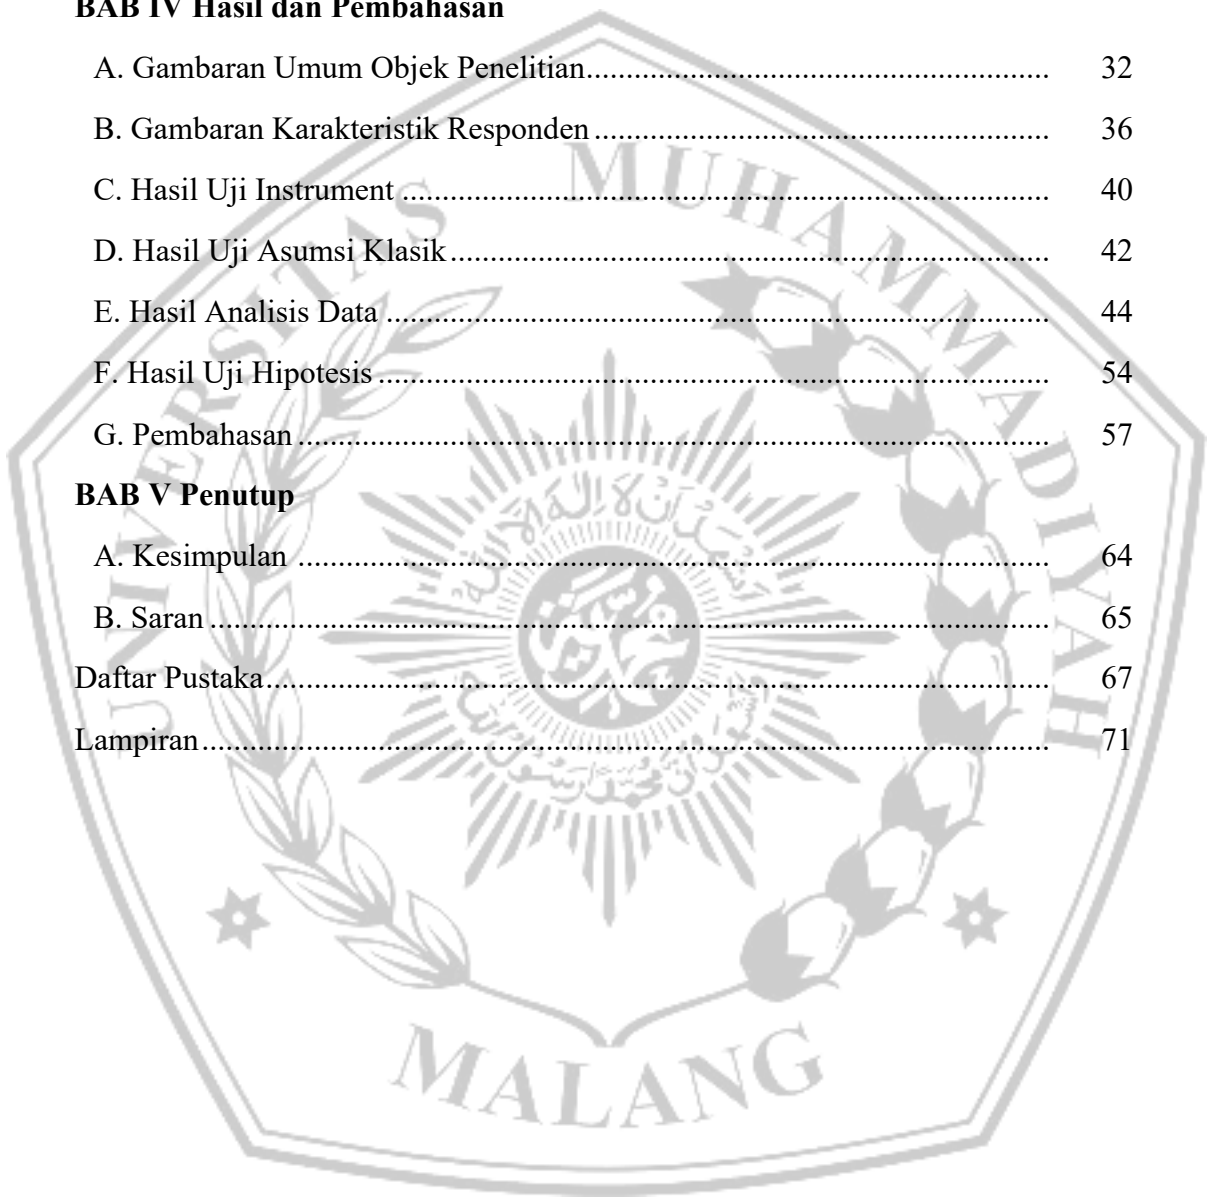 BAB IV Hasil dan Pembahasan
A. Gambaran Umum Objek Penelitian.......................................................... 32
B. Gambaran Karakteristik Responden......................................................... 36
C. Hasil Uji Instrument................................................................................. 40
D. Hasil Uji Asumsi Klasik........................................................................... 42
E. Hasil Analisis Data................................................................................... 44
F. Hasil Uji Hipotesis.................................................................................... 54
G. Pembahasan.............................................................................................. 57
BAB V Penutup
A. Kesimpulan .............................................................................................. 64
B. Saran......................................................................................................... 65
Daftar Pustaka.................................................................................................. 67
Lampiran.......................................................................................................... 71
UNIVERSITAS MUHAMMADIYAH
MALANG